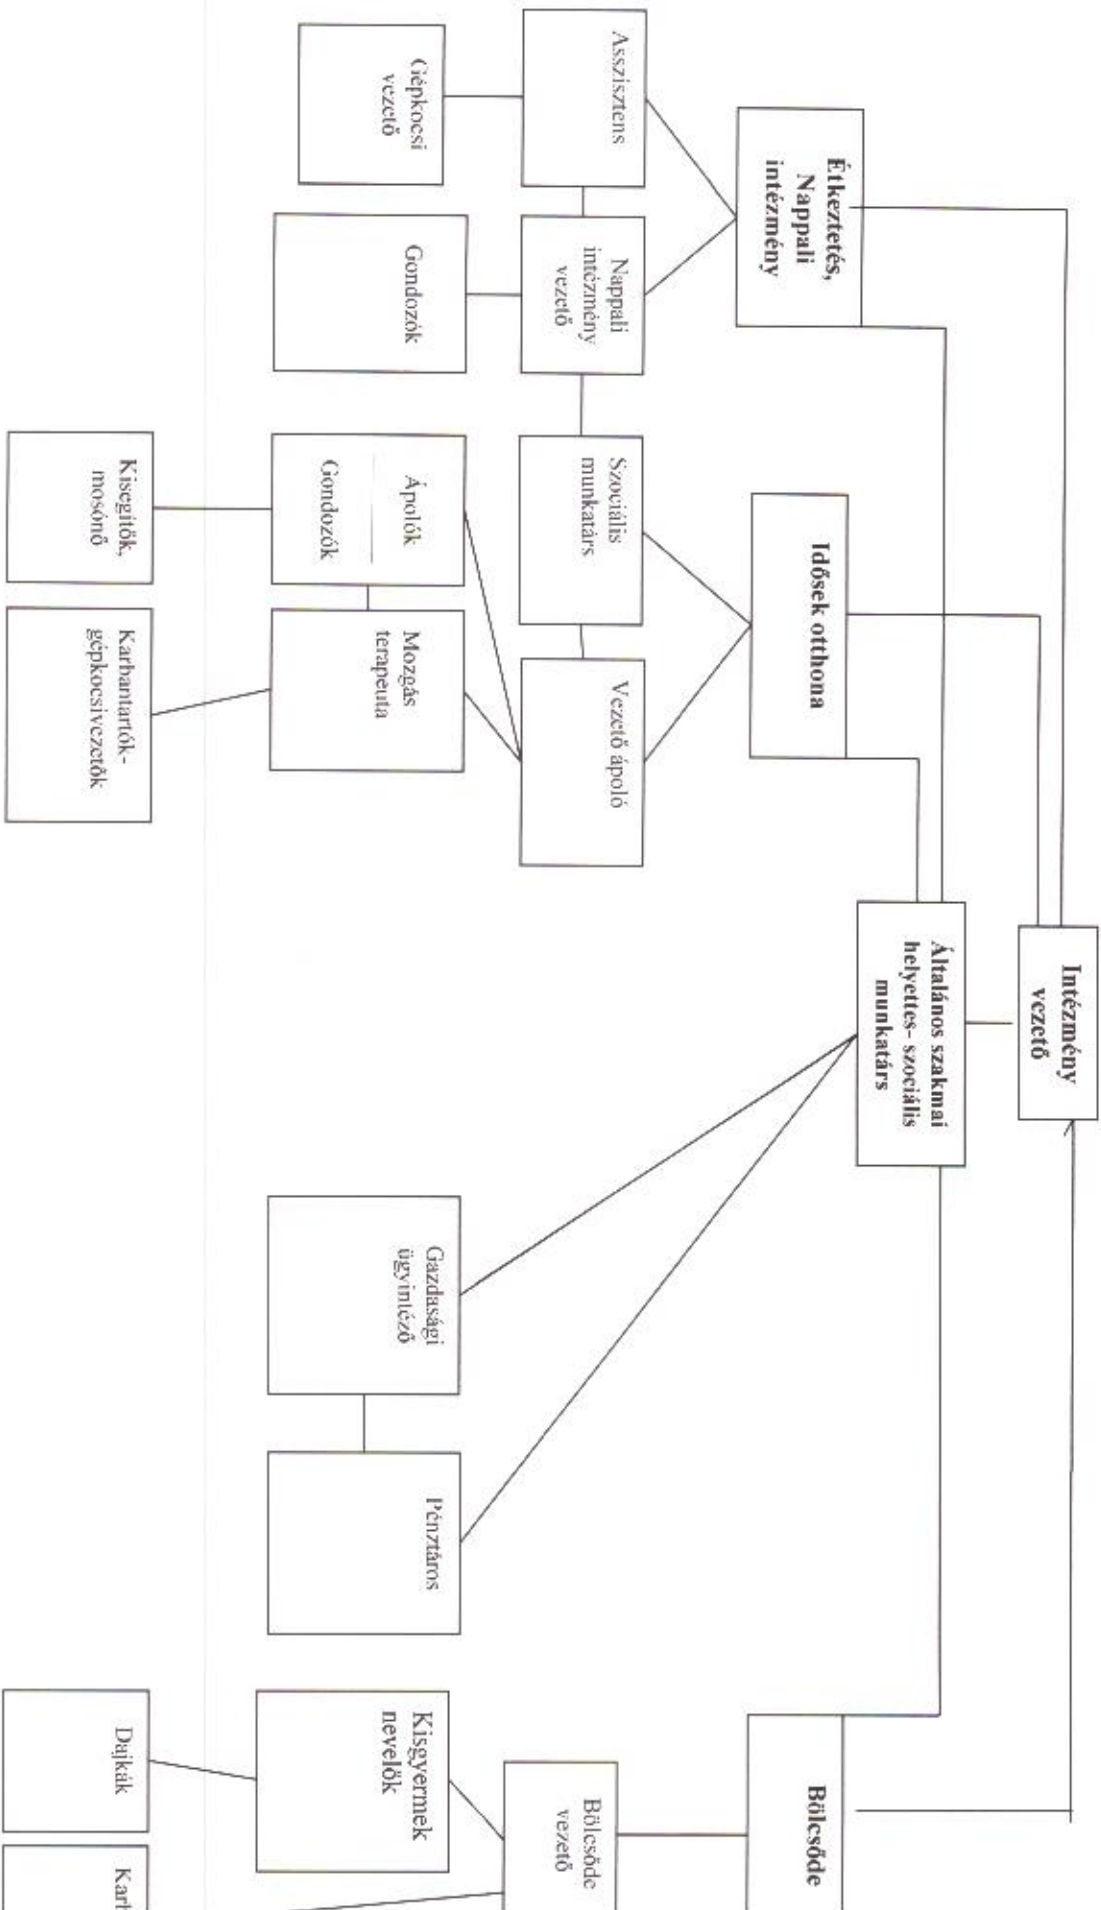 Intézmény
vezető
Általános szakmai
helyettes- szociális
munkatárs
Étkeztetés,
Nappali
intézmény
Idősek otthona
Bölcsőde
Asszisztens
Nappali
intézmény
vezető
Szociális
munkatárs
Vezető ápoló
Bölcsőde
vezető
Gépkocsi
vezető
Gondozók
Ápolók
Gondozók
Mozgás
terapeuta
Gazdasági
ügyintéző
Pénztáros
Kisgyermek
nevelők
Kisegítők,
mosónő
Karbantartók-
gépkocsivezetők
Dajkák